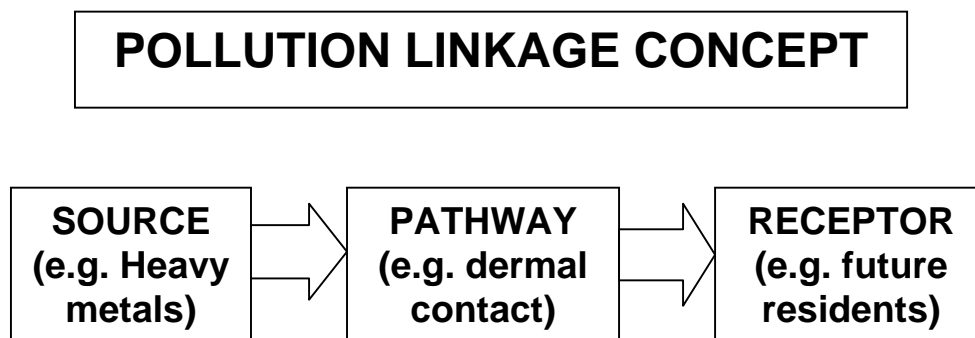 POLLUTION LINKAGE CONCEPT
SOURCE
(e.g. Heavy
metals)
PATHWAY
(e.g. dermal
contact)
RECEPTOR
(e.g. future
residents)